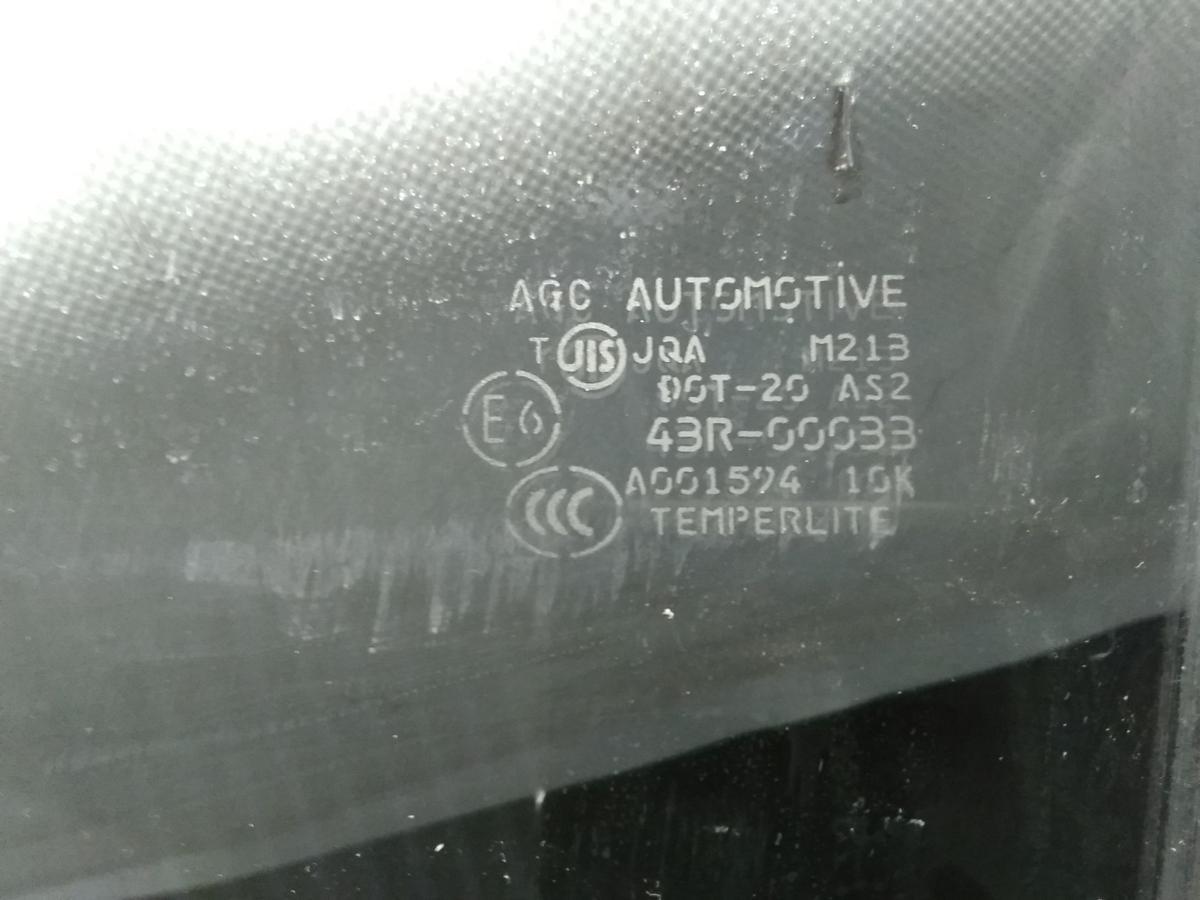 AGC AUTOMOTIVE
T JIS JQA M213
DOT-20 AS2
E6 43R-00033
CCC A001594 10K
TEMPERLITE